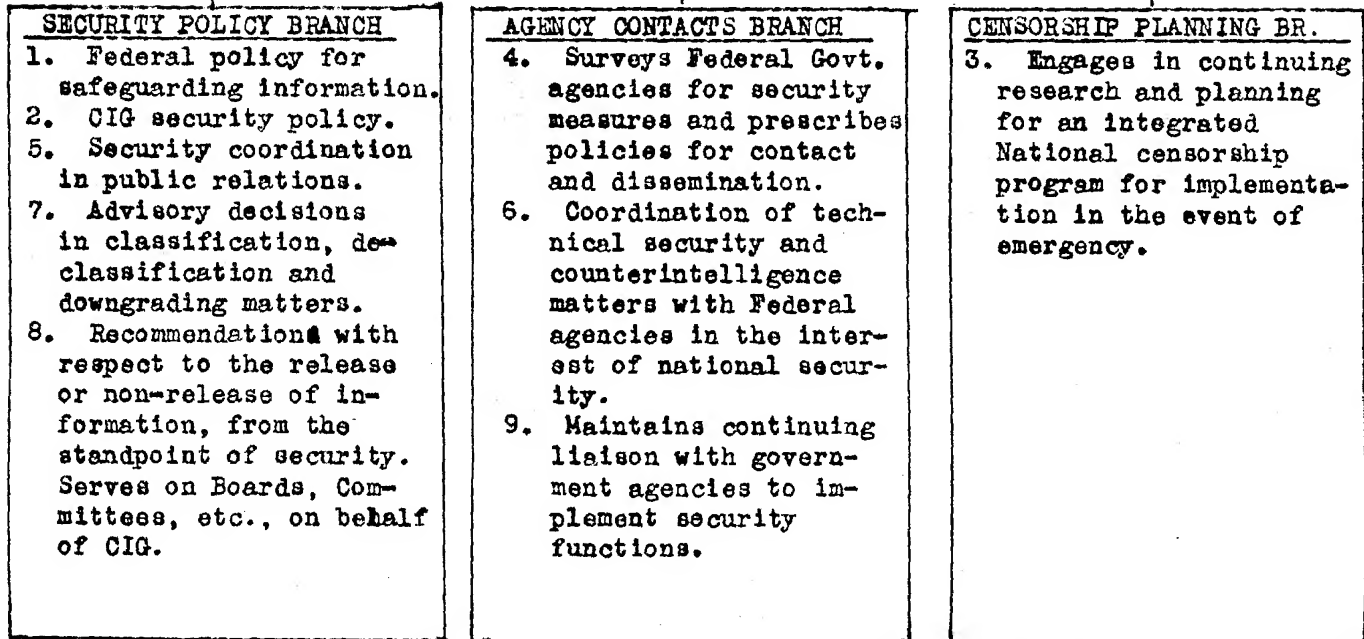 SECURITY POLICY BRANCH
1. Federal policy for
safeguarding information.
2. CIG security policy.
5. Security coordination
in public relations.
7. Advisory decisions
in classification, de-
classification and
downgrading matters.
8. Recommendations with
respect to the release
or non-release of in-
formation, from the
standpoint of security.
Serves on Boards, Com-
mittees, etc., on behalf
of CIG.
AGENCY CONTACTS BRANCH
4. Surveys Federal Govt.
agencies for security
measures and prescribes
policies for contact
and dissemination.
6. Coordination of tech-
nical security and
counterintelligence
matters with Federal
agencies in the inter-
est of national secur-
ity.
9. Maintains continuing
liaison with govern-
ment agencies to im-
plement security
functions.
CENSORSHIP PLANNING BR.
3. Engages in continuing
research and planning
for an integrated
National censorship
program for implementa-
tion in the event of
emergency.